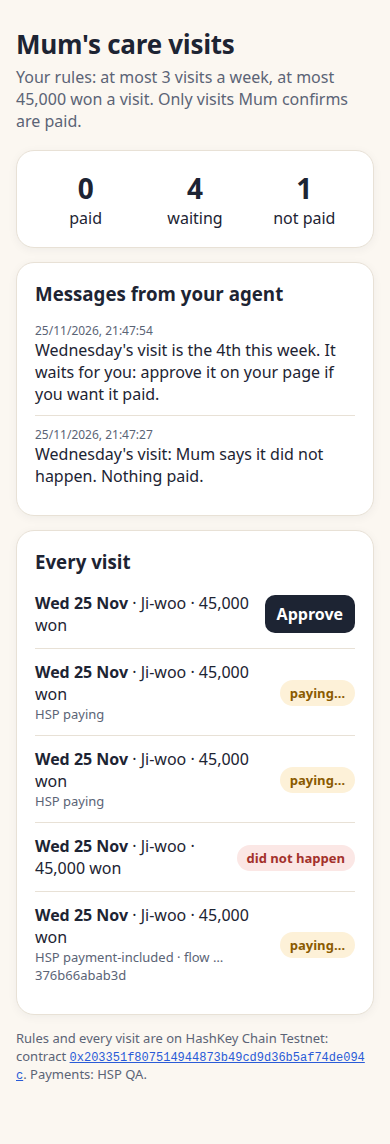 Mum's care visits
Your rules: at most 3 visits a week, at most
45,000 won a visit. Only visits Mum confirms
are paid.
0
paid
4
waiting
1
not paid
Messages from your agent
25/11/2026, 21:47:54
Wednesday's visit is the 4th this week. It
waits for you: approve it on your page if
you want it paid.
25/11/2026, 21:47:27
Wednesday's visit: Mum says it did not
happen. Nothing paid.
Every visit
Wed 25 Nov · Ji-woo · 45,000
won
Approve
Wed 25 Nov · Ji-woo · 45,000
won
HSP paying
paying...
Wed 25 Nov · Ji-woo · 45,000
won
HSP paying
paying...
Wed 25 Nov · Ji-woo ·
45,000 won
did not happen
Wed 25 Nov · Ji-woo · 45,000
won
HSP payment-included · flow ...
376b66abab3d
paying...
Rules and every visit are on HashKey Chain Testnet:
contract 0x203351f807514944873b49cd9d36b5af74de094
c. Payments: HSP QA.